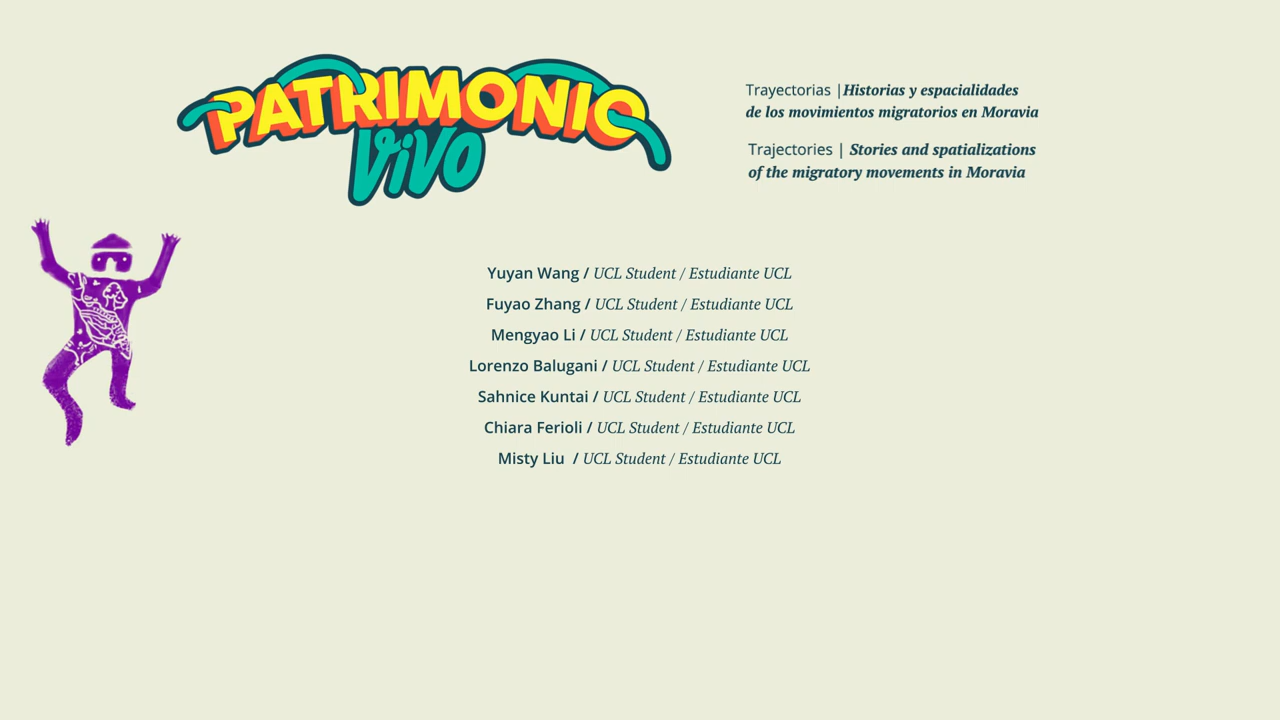 PATRIMONIO
ViVO
Trayectorias |Historias y espacialidades
de los movimientos migratorios en Moravia
Trajectories | Stories and spatializations
of the migratory movements in Moravia
Yuyan Wang / UCL Student / Estudiante UCL
Fuyao Zhang / UCL Student / Estudiante UCL
Mengyao Li / UCL Student / Estudiante UCL
Lorenzo Balugani / UCL Student / Estudiante UCL
Sahnice Kuntai / UCL Student / Estudiante UCL
Chiara Ferioli / UCL Student / Estudiante UCL
Misty Liu / UCL Student / Estudiante UCL